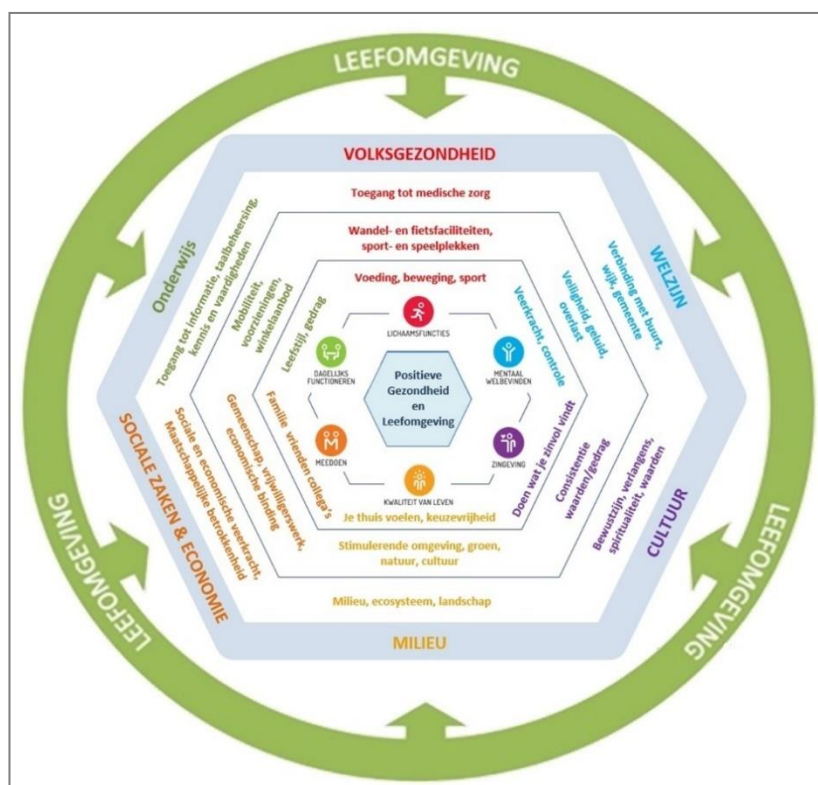 LEEFOMGEVING
VOLKSGEZONDHEID
Toegang tot medische zorg
Wandel- en fietsfaciliteiten,
sport- en speelplekken
Voeding, beweging, sport
LICHAAMSFUNCTIES
WELZIJN
Verbinding met buurt,
wijk, gemeente
Veiligheid, geluid,
overlast
Veerkracht, controle
MENTAAL
WELBEVINDEN
CULTUUR
Bewustzijn, verlangens,
spiritualiteit, waarden
Consistentie
waarden/gedrag
Doen wat je zinvol vindt
ZINGEVING
MILIEU
Milieu, ecosysteem, landschap
Stimulerende omgeving, groen,
natuur, cultuur
Je thuis voelen, keuzevrijheid
KWALITEIT VAN LEVEN
SOCIALE ZAKEN & ECONOMIE
Sociale en economische veerkracht,
Maatschappelijke betrokkenheid
Gemeenschap, vrijwilligerswerk,
economische binding
Familie vrienden collega's
MEEDOEN
Onderwijs
Toegang tot informatie, taalbeheersing,
kennis en vaardigheden
Mobiliteit,
voorzieningen,
winkelaanbod
Leefstijl, gedrag
DAGELIJKS
FUNCTIONEREN
Positieve
Gezondheid
en
Leefomgeving
LEEFOMGEVING
LEEFOMGEVING